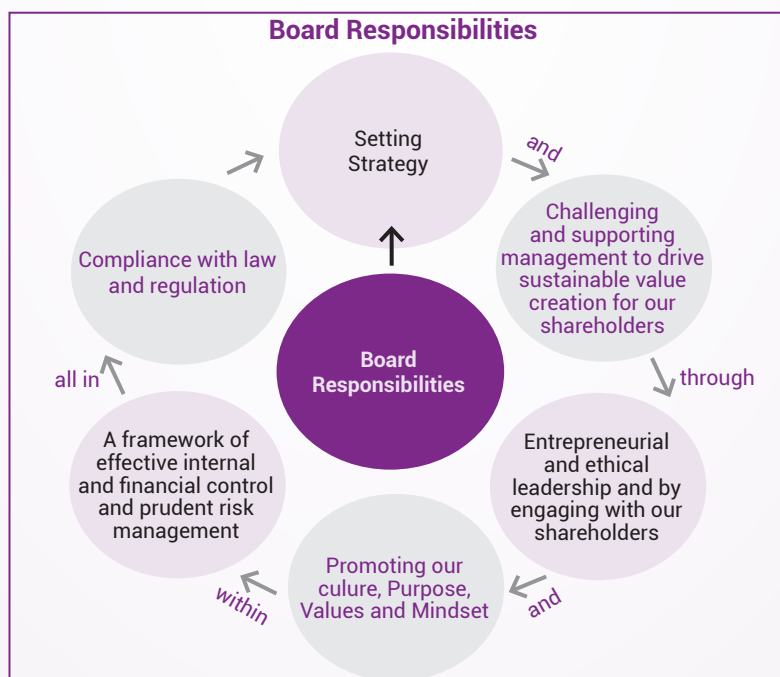 Board Responsibilities
Setting
Strategy
and
Challenging
and supporting
management to drive
sustainable value
creation for our
shareholders
through
Entrepreneurial
and ethical
leadership and by
engaging with our
shareholders
and
Promoting our
culure, Purpose,
Values and Mindset
within
A framework of
effective internal
and financial control
and prudent risk
management
all in
Compliance with law
and regulation
Board
Responsibilities